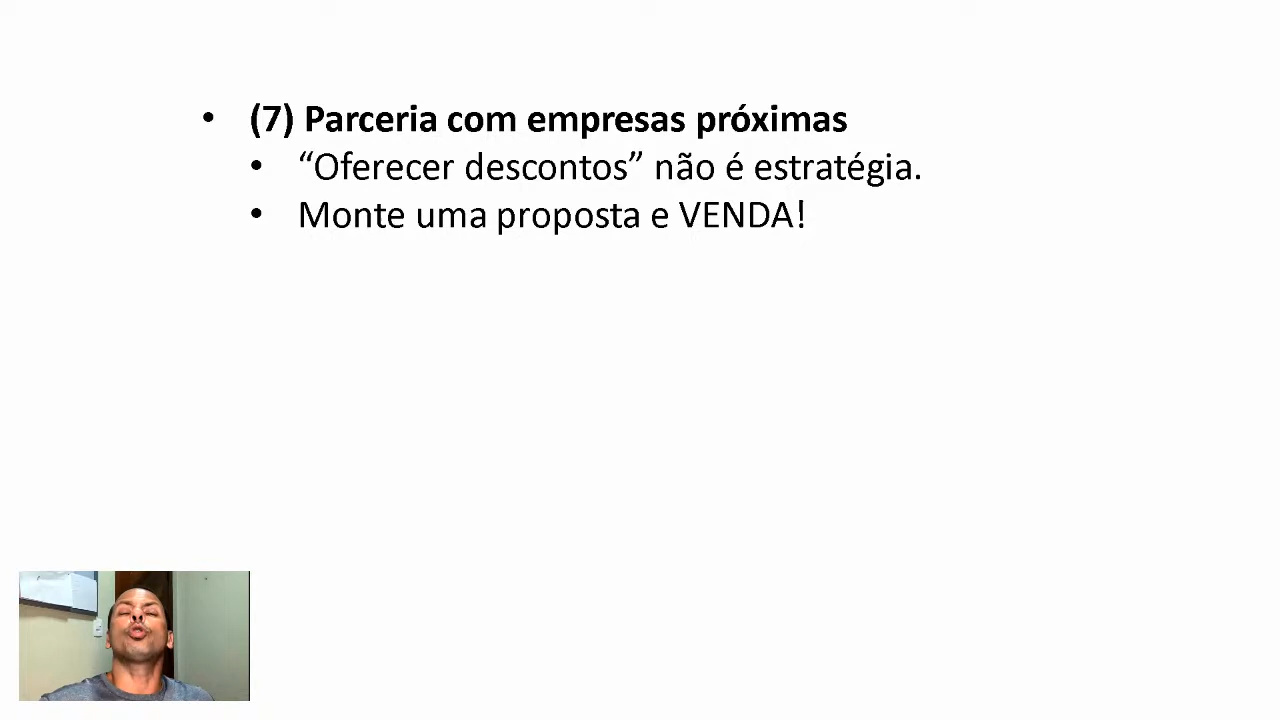 • (7) Parceria com empresas próximas
• “Oferecer descontos” não é estratégia.
• Monte uma proposta e VENDA!